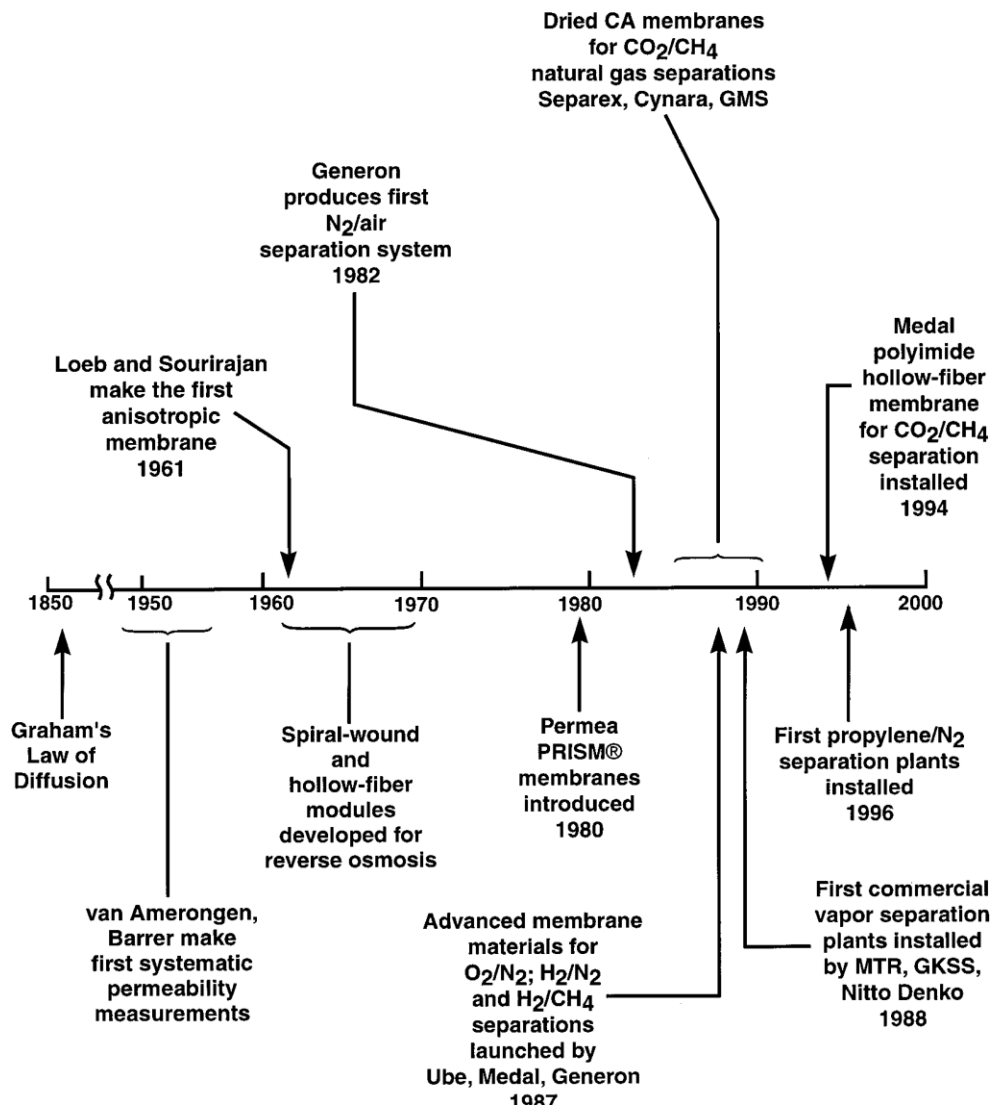 Dried CA membranes
for CO2/CH4
natural gas separations
Separex, Cynara, GMS
Generon
produces first
N2/air
separation system
1982
Loeb and Sourirajan
make the first
anisotropic
membrane
1961
Medal
polyimide
hollow-fiber
membrane
for CO2/CH4
separation
installed
1994
1850
1950
1960
1970
1980
1990
2000
Graham's
Law of
Diffusion
van Amerongen,
Barrer make
first systematic
permeability
measurements
Spiral-wound
and
hollow-fiber
modules
developed for
reverse osmosis
Permea
PRISM®
membranes
introduced
1980
Advanced membrane
materials for
O2/N2; H2/N2
and H2/CH4
separations
launched by
Ube, Medal, Generon
1987
First propylene/N2
separation plants
installed
1996
First commercial
vapor separation
plants installed
by MTR, GKSS,
Nitto Denko
1988